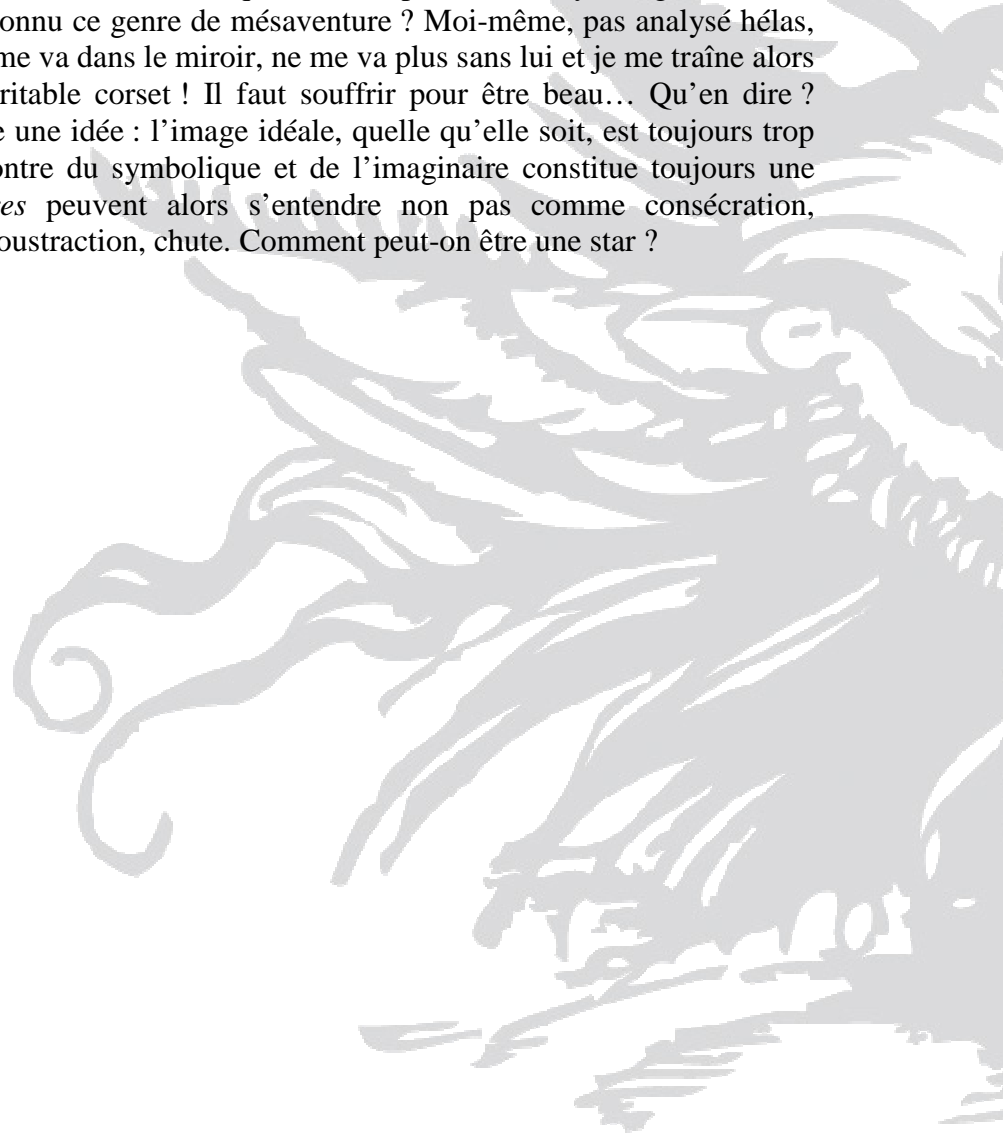 onnu ce genre de mésaventure ? Moi-même, pas analysé hélas,
me va dans le miroir, ne me va plus sans lui et je me traîne alors
ritable corset ! Il faut souffrir pour être beau… Qu’en dire ?
e une idée : l’image idéale, quelle qu’elle soit, est toujours trop
ontre du symbolique et de l’imaginaire constitue toujours une
es peuvent alors s’entendre non pas comme consécration,
oustraction, chute. Comment peut-on être une star ?